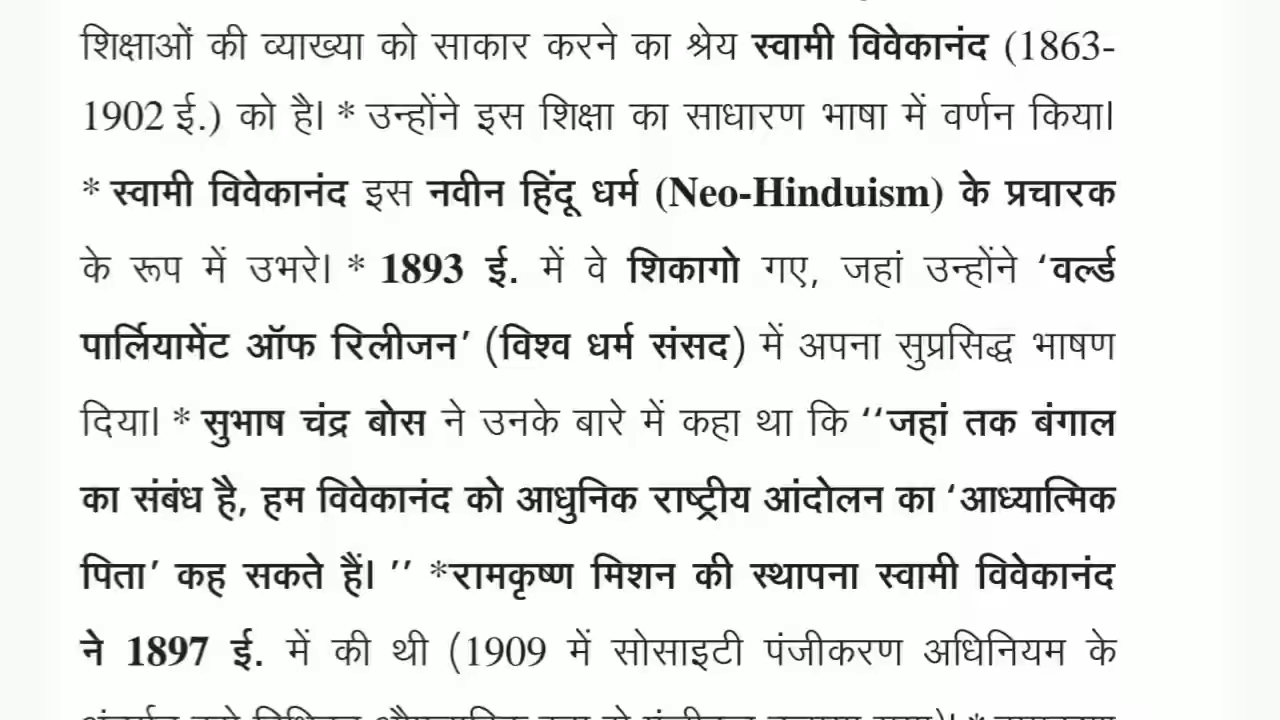 शिक्षाओं की व्याख्या को साकार करने का श्रेय स्वामी विवेकानंद (1863-
1902 ई.) को है। * उन्होंने इस शिक्षा का साधारण भाषा में वर्णन किया।
* स्वामी विवेकानंद इस नवीन हिंदू धर्म (Neo-Hinduism) के प्रचारक
के रूप में उभरे। * 1893 ई. में वे शिकागो गए, जहां उन्होंने ‘वर्ल्ड
पार्लियामेंट ऑफ रिलीजन’ (विश्व धर्म संसद) में अपना सुप्रसिद्ध भाषण
दिया। * सुभाष चंद्र बोस ने उनके बारे में कहा था कि ‘‘जहां तक बंगाल
का संबंध है, हम विवेकानंद को आधुनिक राष्ट्रीय आंदोलन का ‘आध्यात्मिक
पिता’ कह सकते हैं। ’’ *रामकृष्ण मिशन की स्थापना स्वामी विवेकानंद
ने 1897 ई. में की थी (1909 में सोसाइटी पंजीकरण अधिनियम के